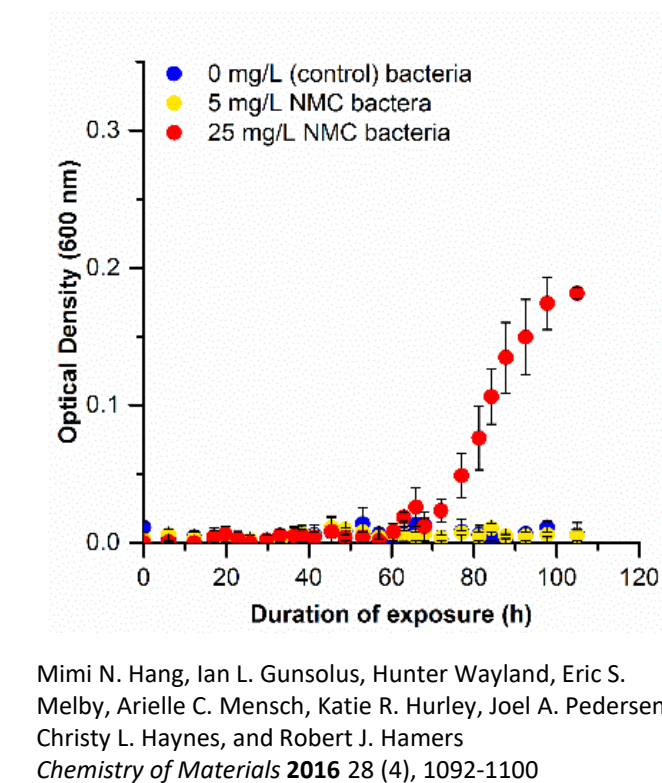 0 mg/L (control) bacteria
5 mg/L NMC bactera
25 mg/L NMC bacteria
0.3
0.2
0.1
0.0
Optical Density (600 nm)
0 20 40 60 80 100 120
Duration of exposure (h)
Mimi N. Hang, Ian L. Gunsolus, Hunter Wayland, Eric S.
Melby, Arielle C. Mensch, Katie R. Hurley, Joel A. Pedersen
Christy L. Haynes, and Robert J. Hamers
Chemistry of Materials 2016 28 (4), 1092-1100